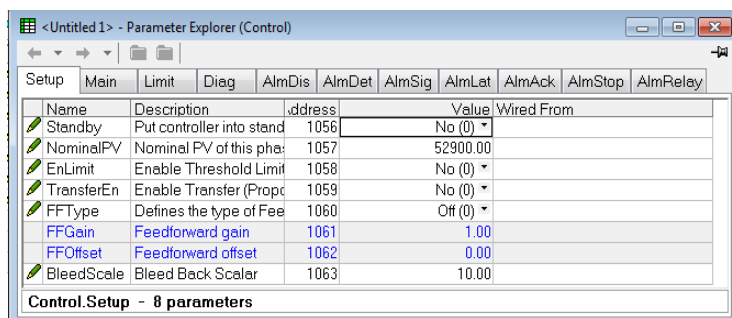 <Untitled 1> - Parameter Explorer (Control)
Setup Main Limit Diag AlmDis AlmDet AlmSig AlmLat AlmAck AlmStop AlmRelay
Name Description ddress Value Wired From
Standby Put controller into stand 1056 No (0)
NominalPV Nominal PV of this pha 1057 52900.00
EnLimit Enable Threshold Limit 1058 No (0)
TransferEn Enable Transfer (Propo 1059 No (0)
FFType Defines the type of Fee 1060 Off (0)
FFGain Feedforward gain 1061 1.00
FFOffset Feedforward offset 1062 0.00
BleedScale Bleed Back Scalar 1063 10.00
Control.Setup - 8 parameters